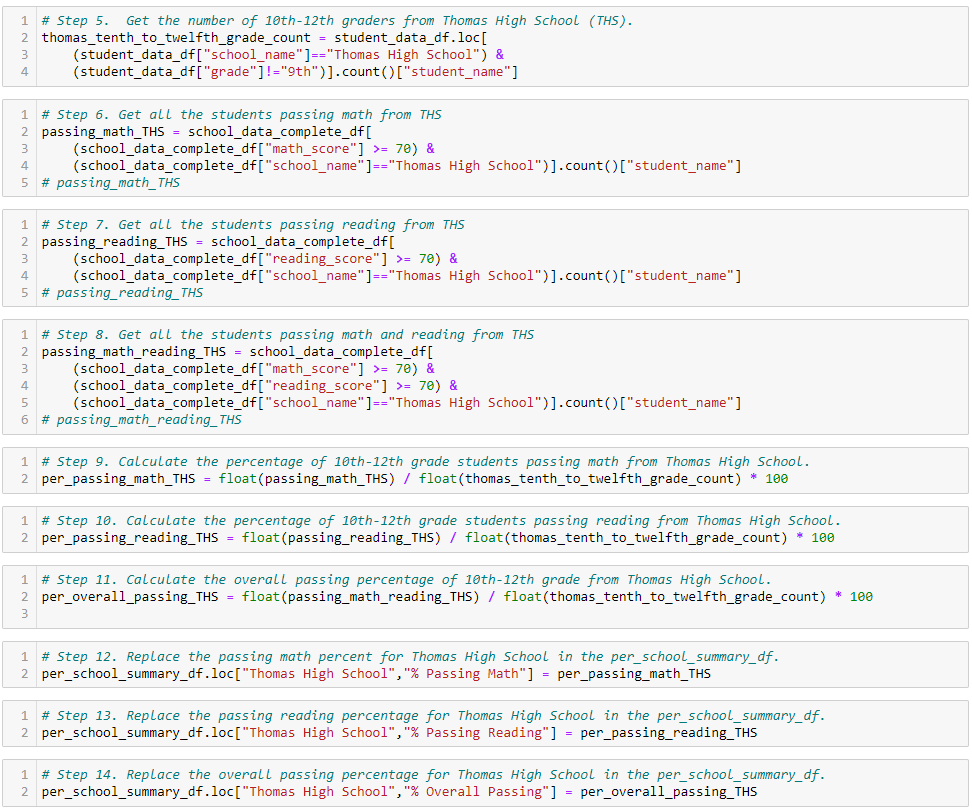 1 # Step 5.  Get the number of 10th-12th graders from Thomas High School (THS).
2 thomas_tenth_to_twelfth_grade_count = student_data_df.loc[
3     (student_data_df["school_name"]=="Thomas High School") &
4     (student_data_df["grade"]!="9th")].count()["student_name"]
1 # Step 6. Get all the students passing math from THS
2 passing_math_THS = school_data_complete_df[
3     (school_data_complete_df["math_score"] >= 70) &
4     (school_data_complete_df["school_name"]=="Thomas High School")].count()["student_name"]
5 # passing_math_THS
1 # Step 7. Get all the students passing reading from THS
2 passing_reading_THS = school_data_complete_df[
3     (school_data_complete_df["reading_score"] >= 70) &
4     (school_data_complete_df["school_name"]=="Thomas High School")].count()["student_name"]
5 # passing_reading_THS
1 # Step 8. Get all the students passing math and reading from THS
2 passing_math_reading_THS = school_data_complete_df[
3     (school_data_complete_df["math_score"] >= 70) &
4     (school_data_complete_df["reading_score"] >= 70) &
5     (school_data_complete_df["school_name"]=="Thomas High School")].count()["student_name"]
6 # passing_math_reading_THS
1 # Step 9. Calculate the percentage of 10th-12th grade students passing math from Thomas High School.
2 per_passing_math_THS = float(passing_math_THS) / float(thomas_tenth_to_twelfth_grade_count) * 100
1 # Step 10. Calculate the percentage of 10th-12th grade students passing reading from Thomas High School.
2 per_passing_reading_THS = float(passing_reading_THS) / float(thomas_tenth_to_twelfth_grade_count) * 100
1 # Step 11. Calculate the overall passing percentage of 10th-12th grade from Thomas High School.
2 per_overall_passing_THS = float(passing_math_reading_THS) / float(thomas_tenth_to_twelfth_grade_count) * 100
3
1 # Step 12. Replace the passing math percent for Thomas High School in the per_school_summary_df.
2 per_school_summary_df.loc["Thomas High School","% Passing Math"] = per_passing_math_THS
1 # Step 13. Replace the passing reading percentage for Thomas High School in the per_school_summary_df.
2 per_school_summary_df.loc["Thomas High School","% Passing Reading"] = per_passing_reading_THS
1 # Step 14. Replace the overall passing percentage for Thomas High School in the per_school_summary_df.
2 per_school_summary_df.loc["Thomas High School","% Overall Passing"] = per_overall_passing_THS